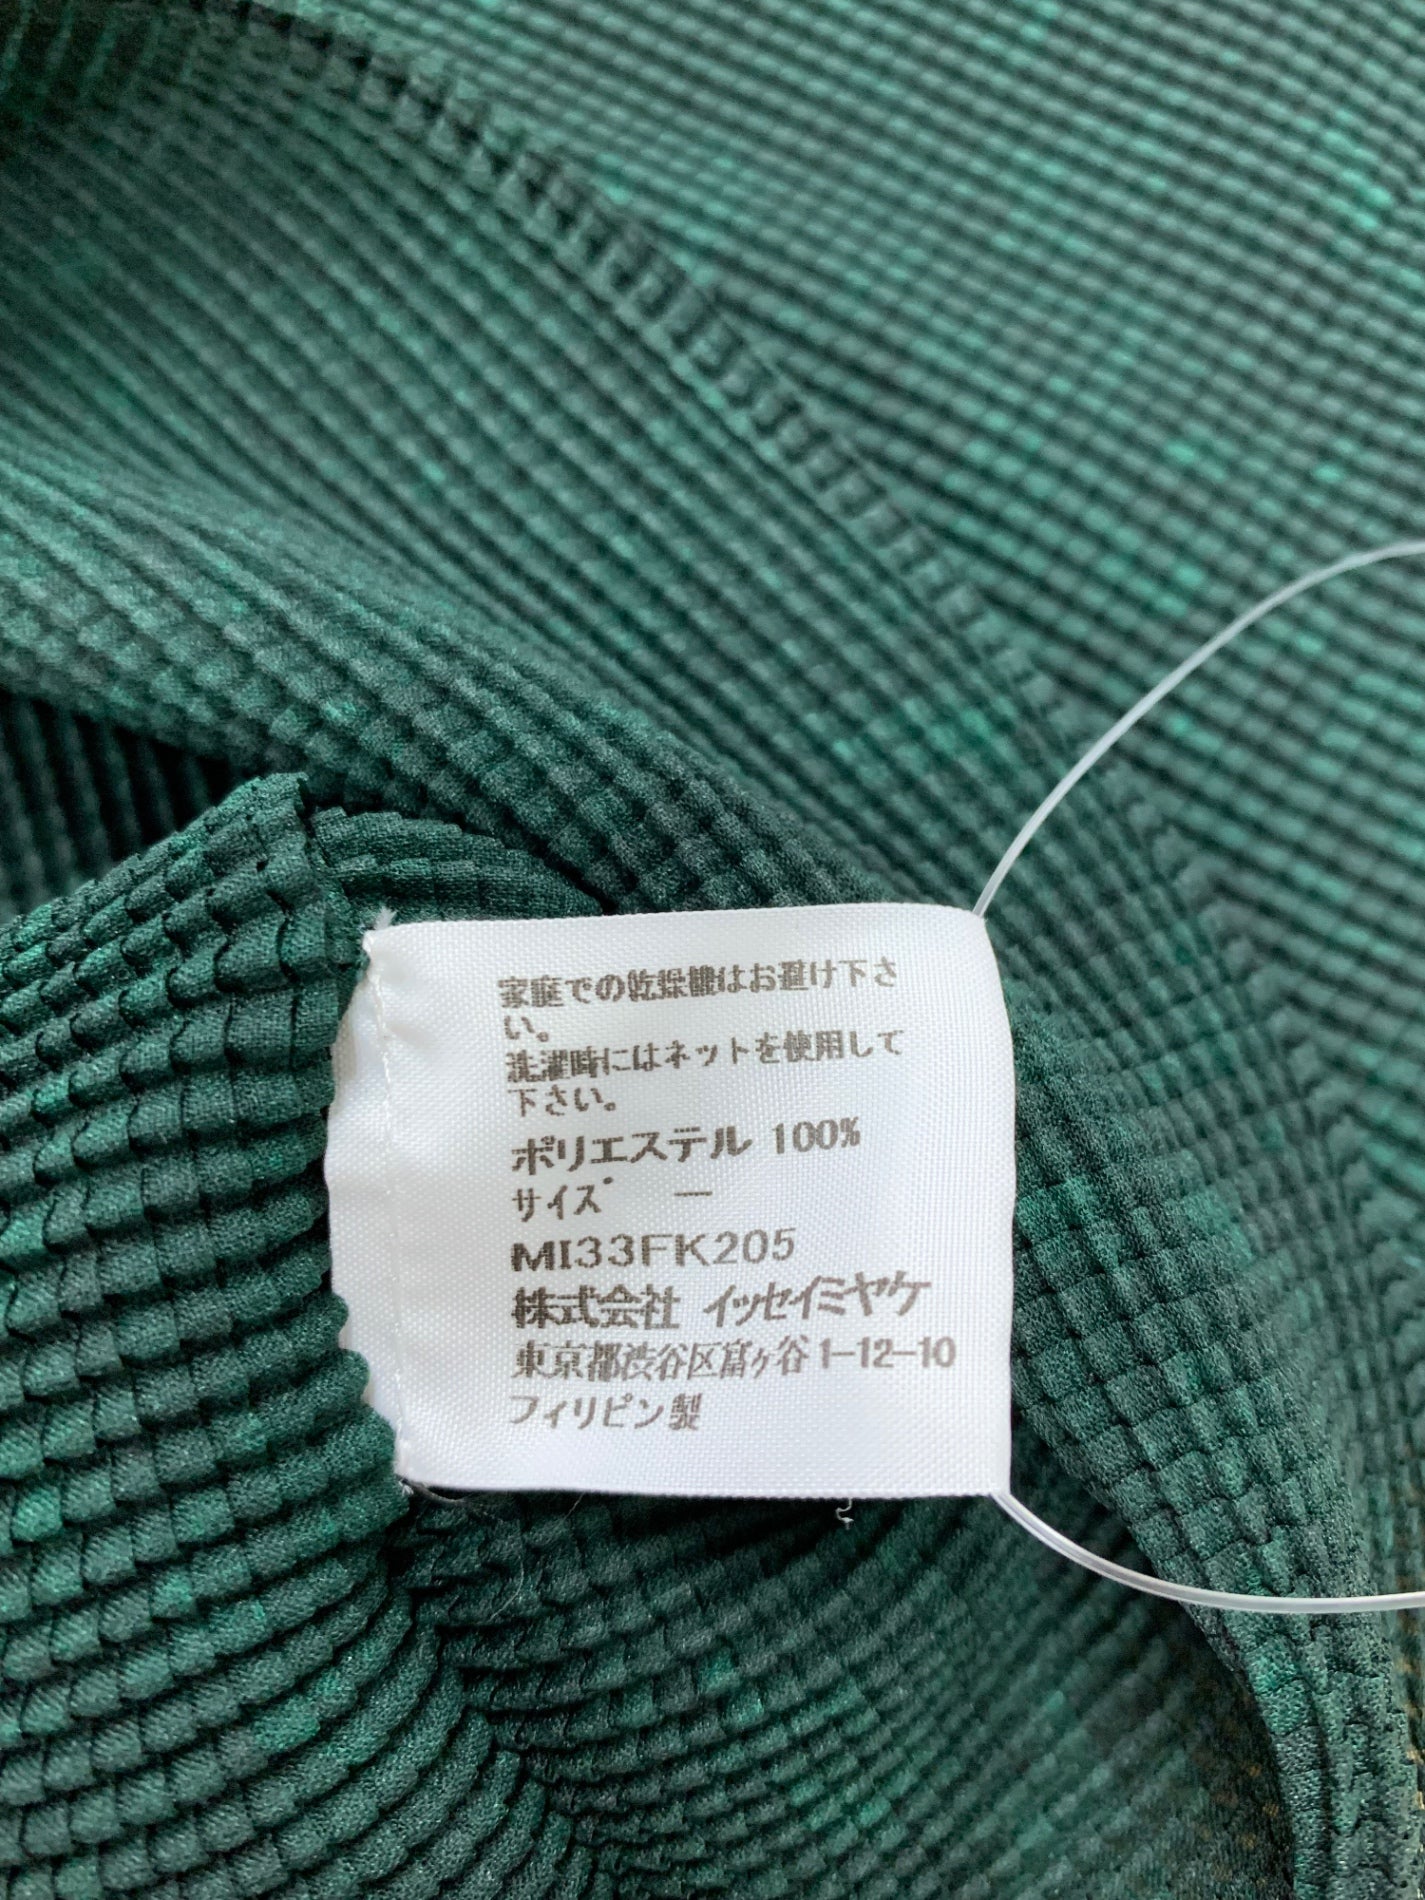 家庭での乾燥機はお避け下さ
い。
洗濯時にはネットを使用して
下さい。
ポリエステル 100%
サイズ ー
MI33FK205
株式会社 イッセイミヤケ
東京都渋谷区富ヶ谷1-12-10
フィリピン製